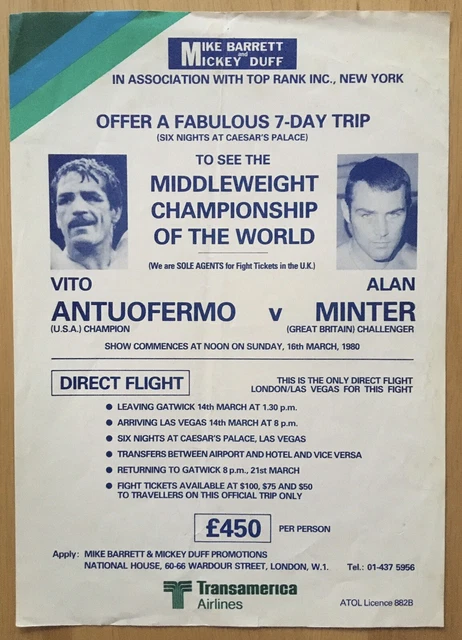 MIKE BARRETT
and
MICKEY DUFF
IN ASSOCIATION WITH TOP RANK INC., NEW YORK
OFFER A FABULOUS 7-DAY TRIP
(SIX NIGHTS AT CAESAR'S PALACE)
TO SEE THE
MIDDLEWEIGHT
CHAMPIONSHIP
OF THE WORLD
(We are SOLE AGENTS for Fight Tickets in the U.K.)
VITO
ANTUOFERMO
(U.S.A.) CHAMPION
v
ALAN
MINTER
(GREAT BRITAIN) CHALLENGER
SHOW COMMENCES AT NOON ON SUNDAY, 16th MARCH, 1980
DIRECT FLIGHT
THIS IS THE ONLY DIRECT FLIGHT
LONDON/LAS VEGAS FOR THIS FIGHT
● LEAVING GATWICK 14th MARCH AT 1.30 p.m.
● ARRIVING LAS VEGAS 14th MARCH AT 8 p.m.
● SIX NIGHTS AT CAESAR'S PALACE, LAS VEGAS
● TRANSFERS BETWEEN AIRPORT AND HOTEL AND VICE VERSA
● RETURNING TO GATWICK 8 p.m., 21st MARCH
● FIGHT TICKETS AVAILABLE AT $100, $75 AND $50
TO TRAVELLERS ON THIS OFFICIAL TRIP ONLY
£450 PER PERSON
Apply: MIKE BARRETT & MICKEY DUFF PROMOTIONS
NATIONAL HOUSE, 60-66 WARDOUR STREET, LONDON, W.1. Tel.: 01-437 5956
Transamerica
Airlines
ATOL Licence 882B